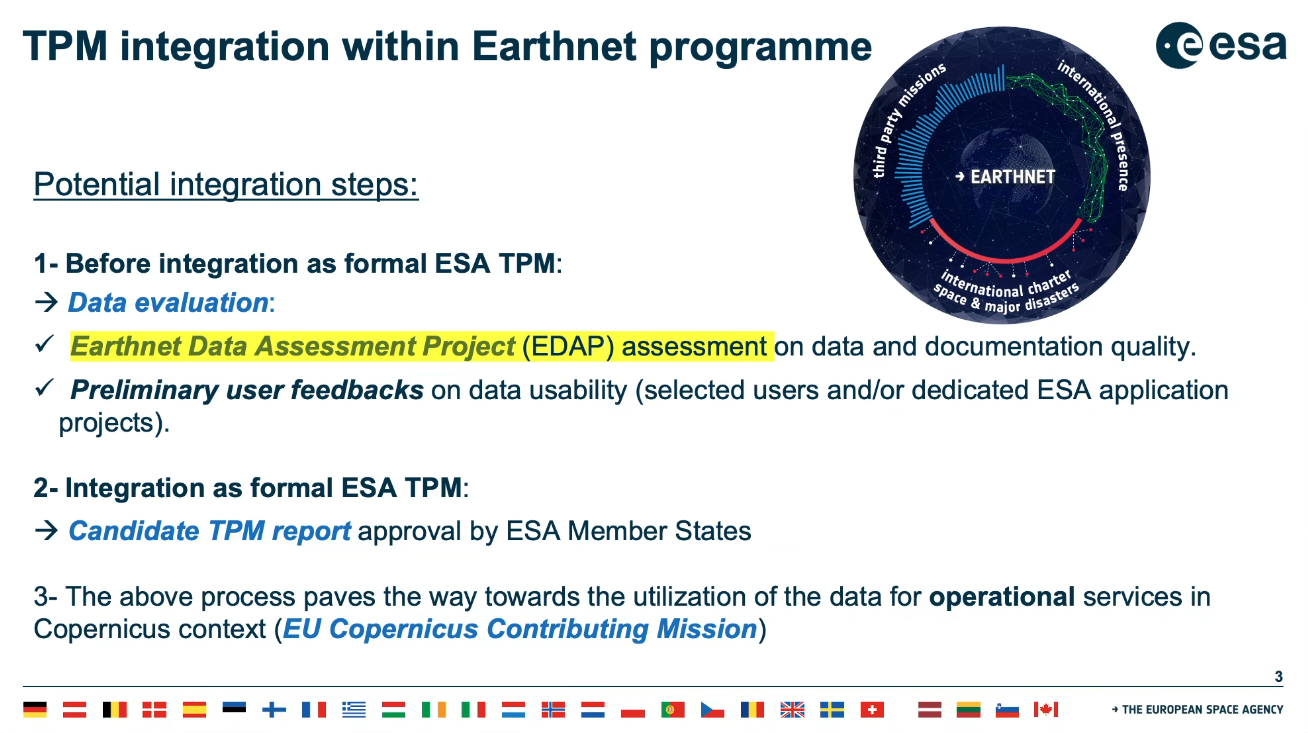 TPM integration within Earthnet programme
esa
third party missions
international presence
→ EARTHNET
international charter
space & major disasters
Potential integration steps:
1- Before integration as formal ESA TPM:
→ Data evaluation:
✓ Earthnet Data Assessment Project (EDAP) assessment on data and documentation quality.
✓ Preliminary user feedbacks on data usability (selected users and/or dedicated ESA application
projects).
2- Integration as formal ESA TPM:
→ Candidate TPM report approval by ESA Member States
3- The above process paves the way towards the utilization of the data for operational services in
Copernicus context (EU Copernicus Contributing Mission)
3
→ THE EUROPEAN SPACE AGENCY